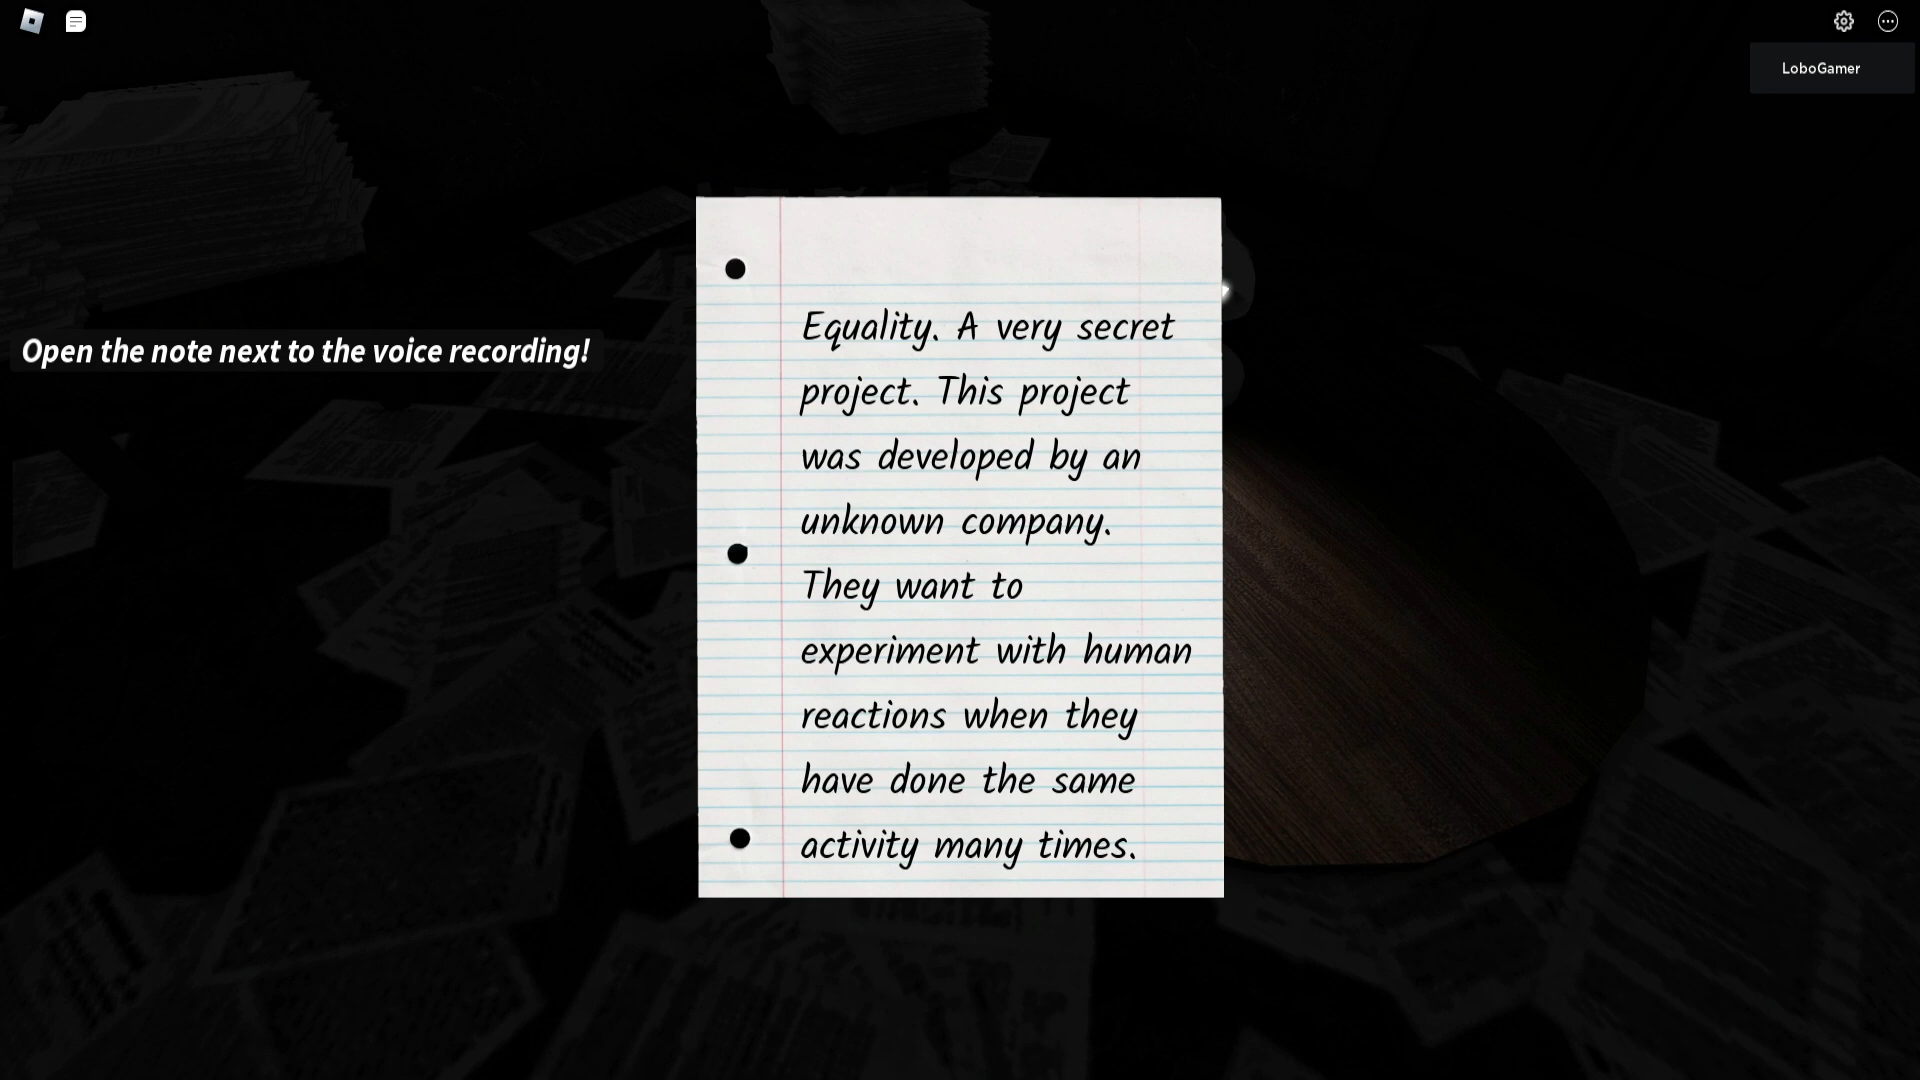 LoboGamer
Open the note next to the voice recording!
Equality. A very secret
project. This project
was developed by an
unknown company.
They want to
experiment with human
reactions when they
have done the same
activity many times.